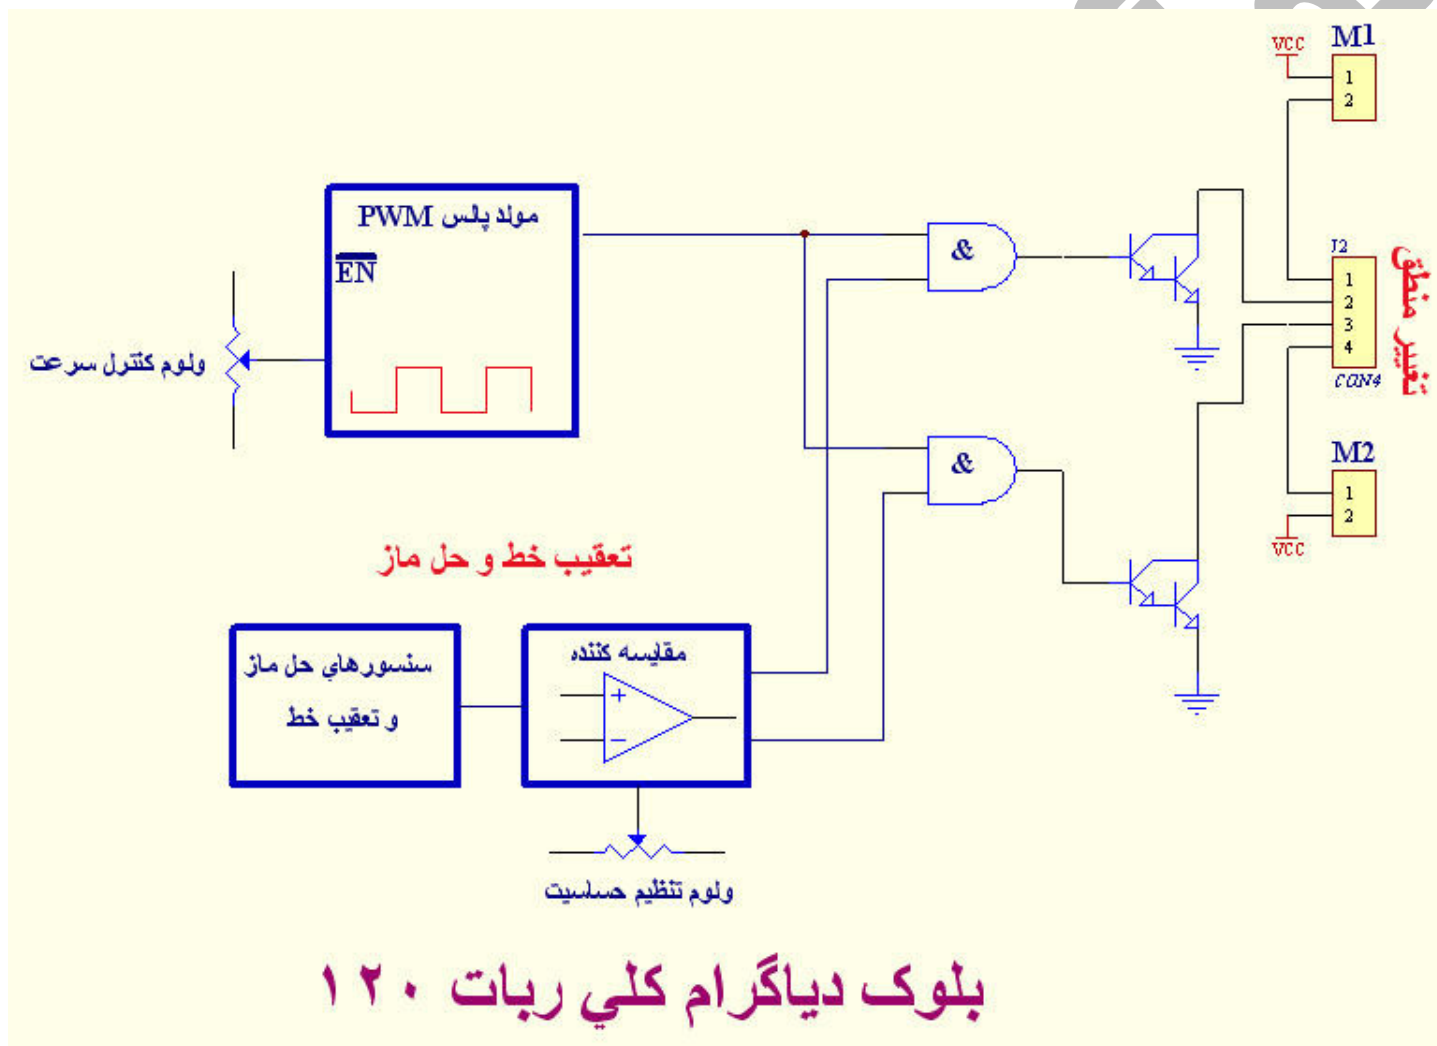 VCC
M1
1
2
مولد پالس PWM
EN
&
J2
1
2
3
4
CON4
تغيير منطق
ولوم كنترل سرعت
&
M2
1
2
VCC
تعقيب خط و حل ماز
سنسورهاي حل ماز
و تعقيب خط
مقايسه كننده
+
−
ولوم تنظيم حساسيت
بلوک دياگرام كلي ربات ۱۲۰